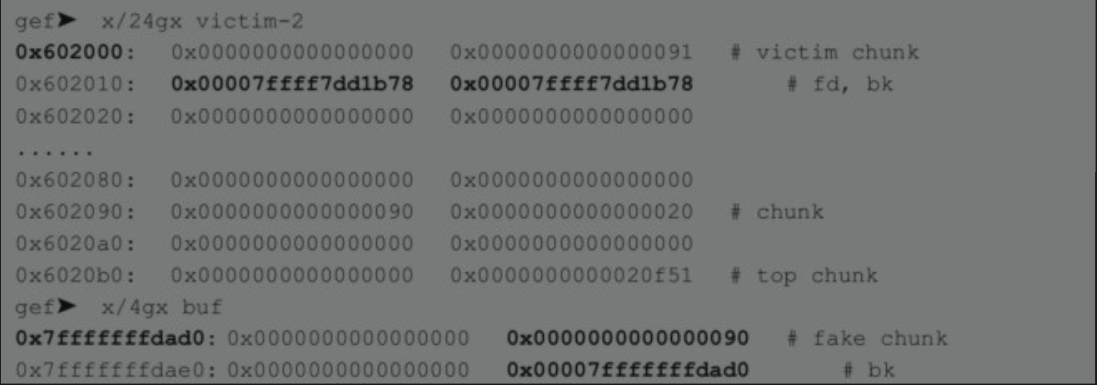 gef➤  x/24gx victim-2
0x602000:  0x0000000000000000  0x0000000000000091  # victim chunk
0x602010:  0x00007ffff7dd1b78  0x00007ffff7dd1b78  # fd, bk
0x602020:  0x0000000000000000  0x0000000000000000
......
0x602080:  0x0000000000000000  0x0000000000000000
0x602090:  0x0000000000000090  0x0000000000000020  # chunk
0x6020a0:  0x0000000000000000  0x0000000000000000
0x6020b0:  0x0000000000000000  0x0000000000020f51  # top chunk
gef➤  x/4gx buf
0x7fffffffdad0: 0x0000000000000000  0x0000000000000090  # fake chunk
0x7fffffffdae0: 0x0000000000000000  0x00007fffffffdad0  # bk